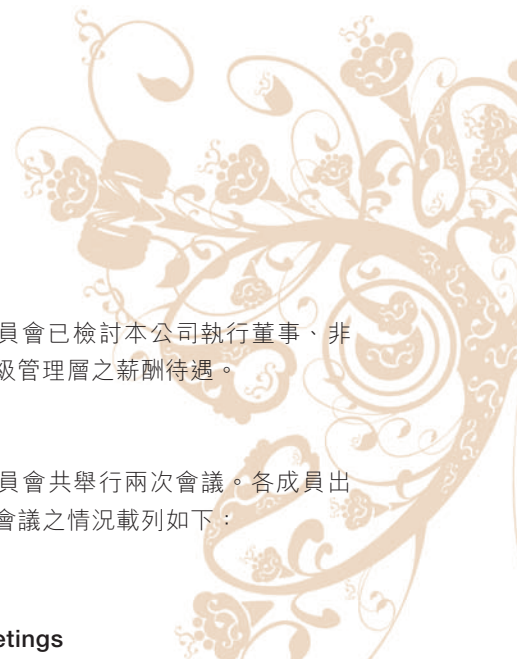 員會已檢討本公司執行董事、非
級管理層之薪酬待遇。
員會共舉行兩次會議。各成員出
會議之情況載列如下：
etings